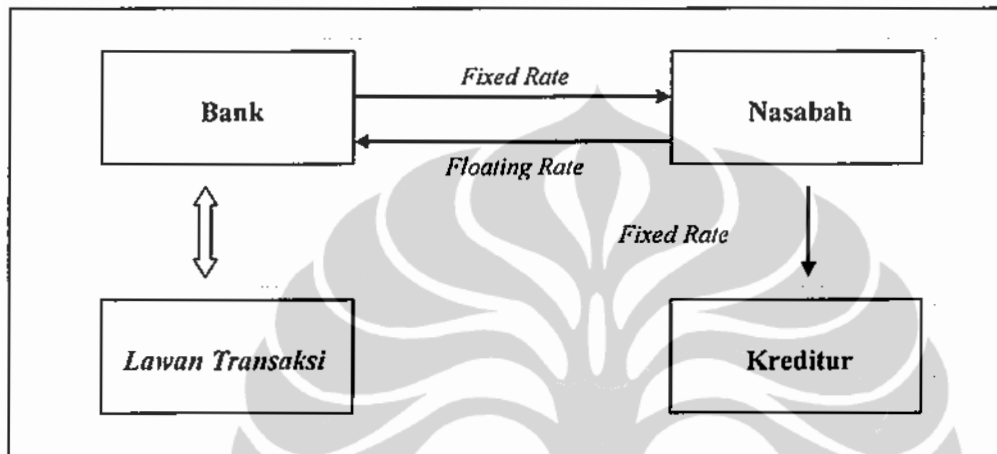 Fixed Rate
Bank
Nasabah
Floating Rate
Fixed Rate
Lawan Transaksi
Kreditur